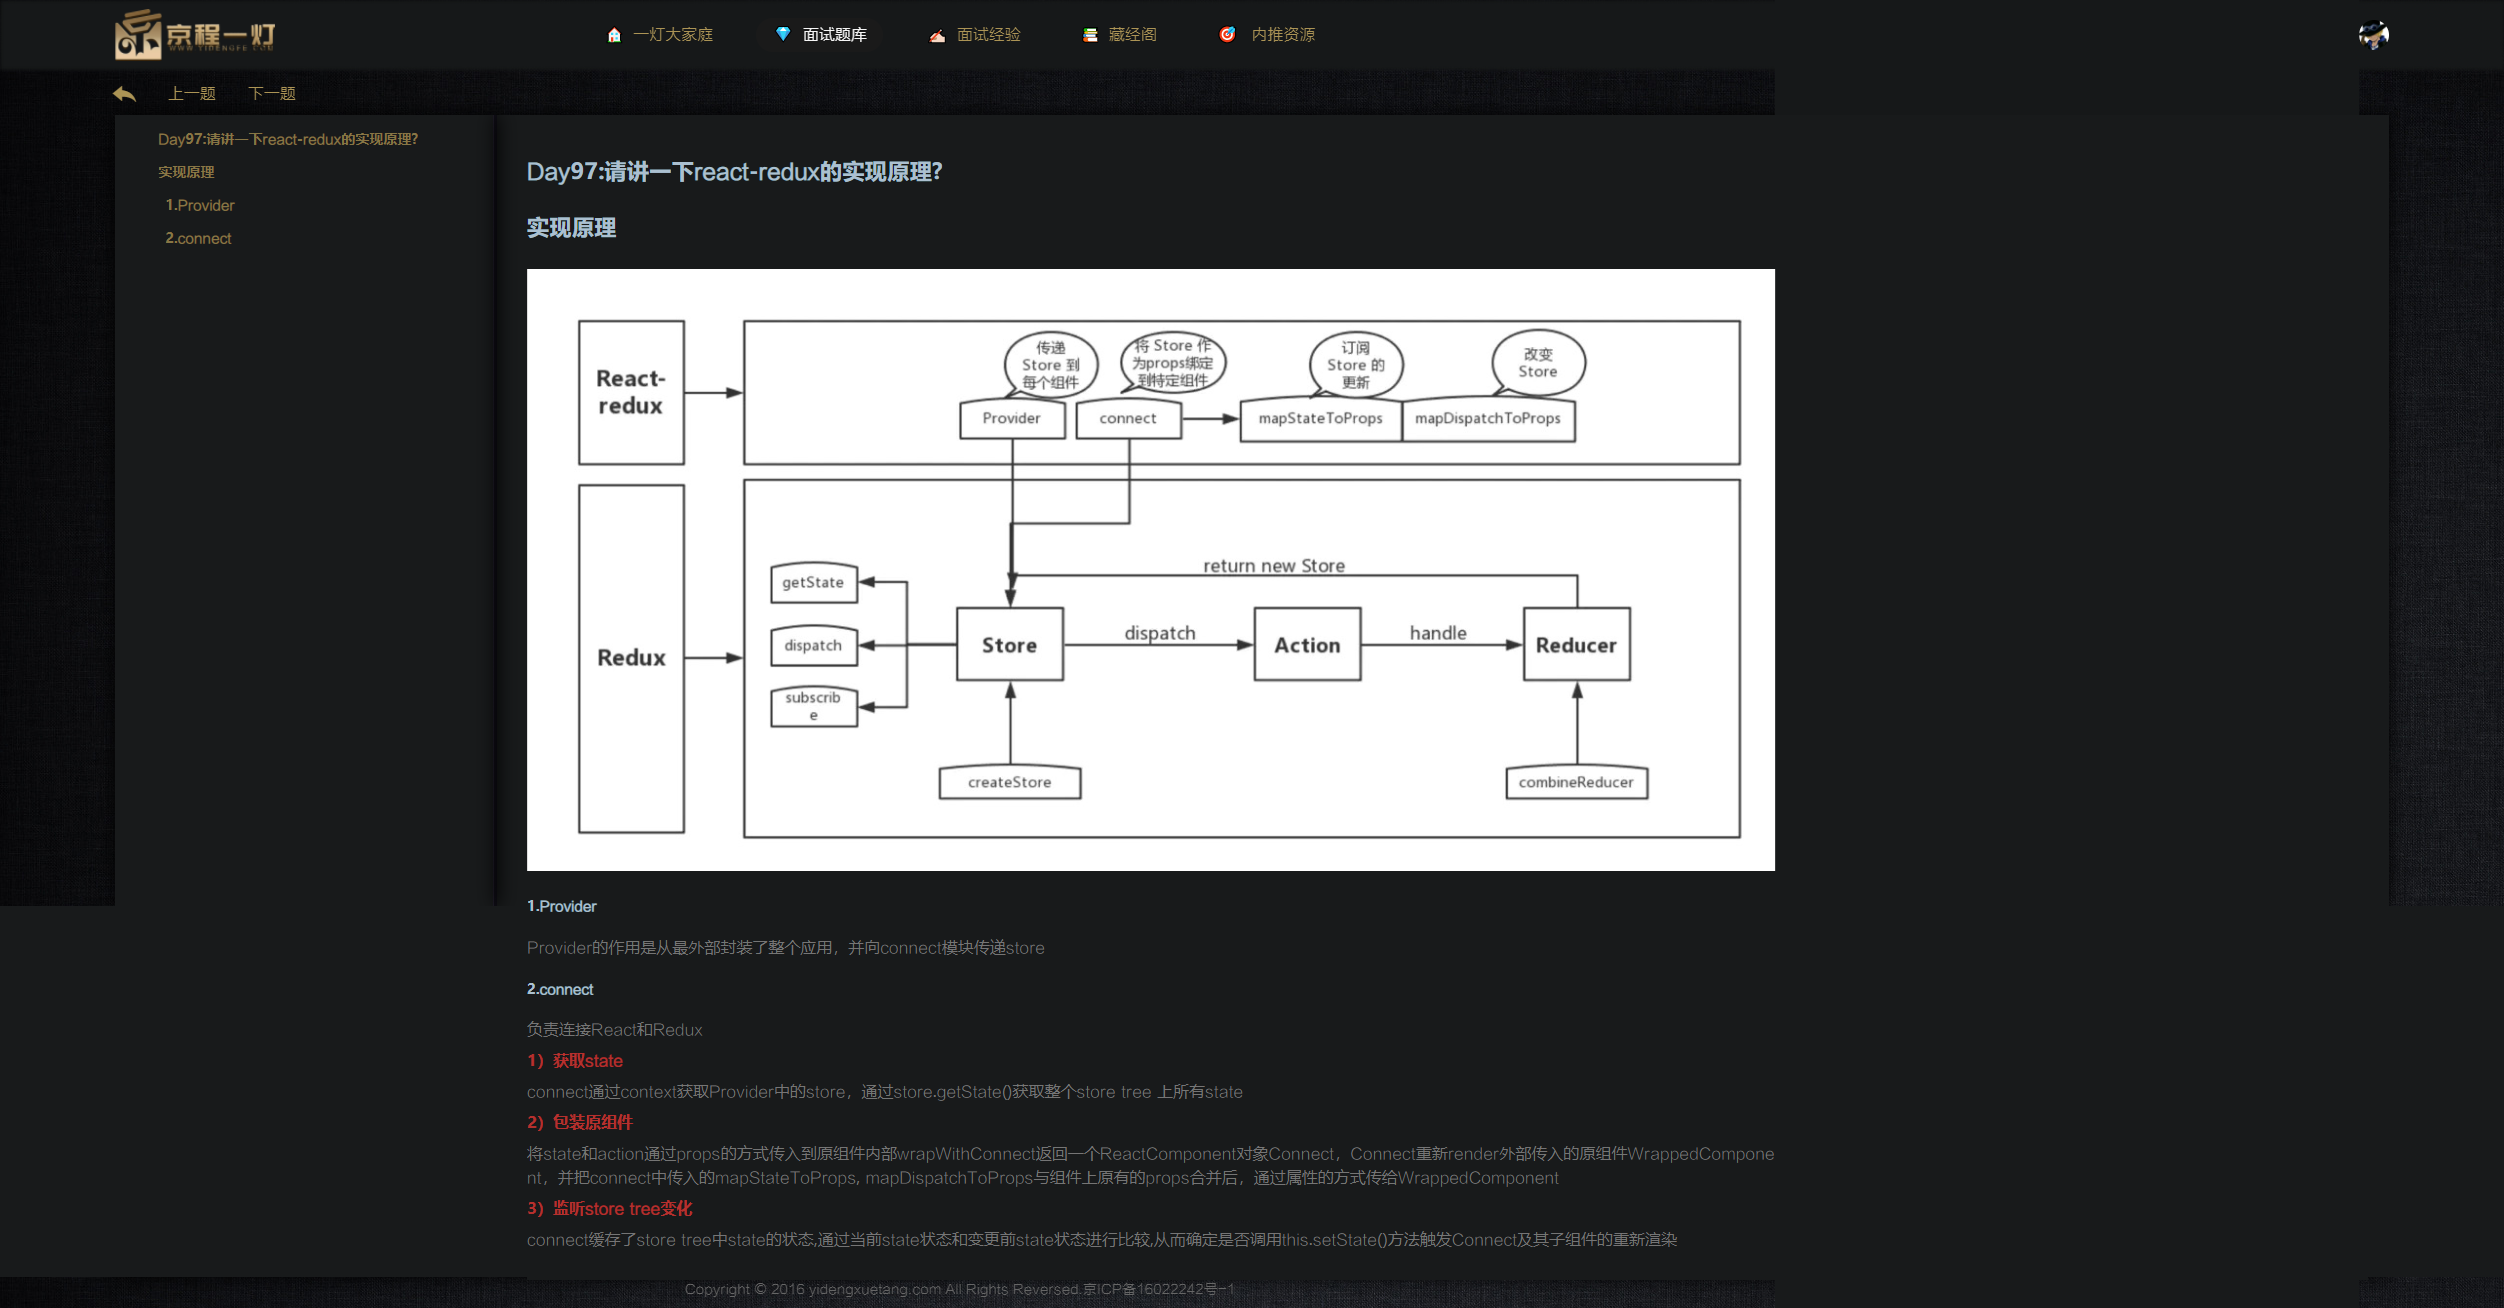 京程一灯
WWW.YIDENGFE.COM
一灯大家庭
面试题库
面试经验
藏经阁
内推资源
上一题
下一题
Day97:请讲一下react-redux的实现原理?
实现原理
1.Provider
2.connect
Day97:请讲一下react-redux的实现原理?
实现原理
React-
redux
传递
Store 到
每个组件
将 Store 作
为props绑定
到特定组件
订阅
Store 的
更新
改变
Store
Provider
connect
mapStateToProps
mapDispatchToProps
Redux
return new Store
getState
dispatch
subscrib
e
Store
dispatch
Action
handle
Reducer
createStore
combineReducer
1.Provider
Provider的作用是从最外部封装了整个应用，并向connect模块传递store
2.connect
负责连接React和Redux
1）获取state
connect通过context获取Provider中的store，通过store.getState()获取整个store tree 上所有state
2）包装原组件
将state和action通过props的方式传入到原组件内部wrapWithConnect返回一个ReactComponent对象Connect，Connect重新render外部传入的原组件WrappedCompone
nt，并把connect中传入的mapStateToProps, mapDispatchToProps与组件上原有的props合并后，通过属性的方式传给WrappedComponent
3）监听store tree变化
connect缓存了store tree中state的状态,通过当前state状态和变更前state状态进行比较,从而确定是否调用this.setState()方法触发Connect及其子组件的重新渲染
Copyright © 2016 yidengxuetang.com All Rights Reversed.京ICP备16022242号-1